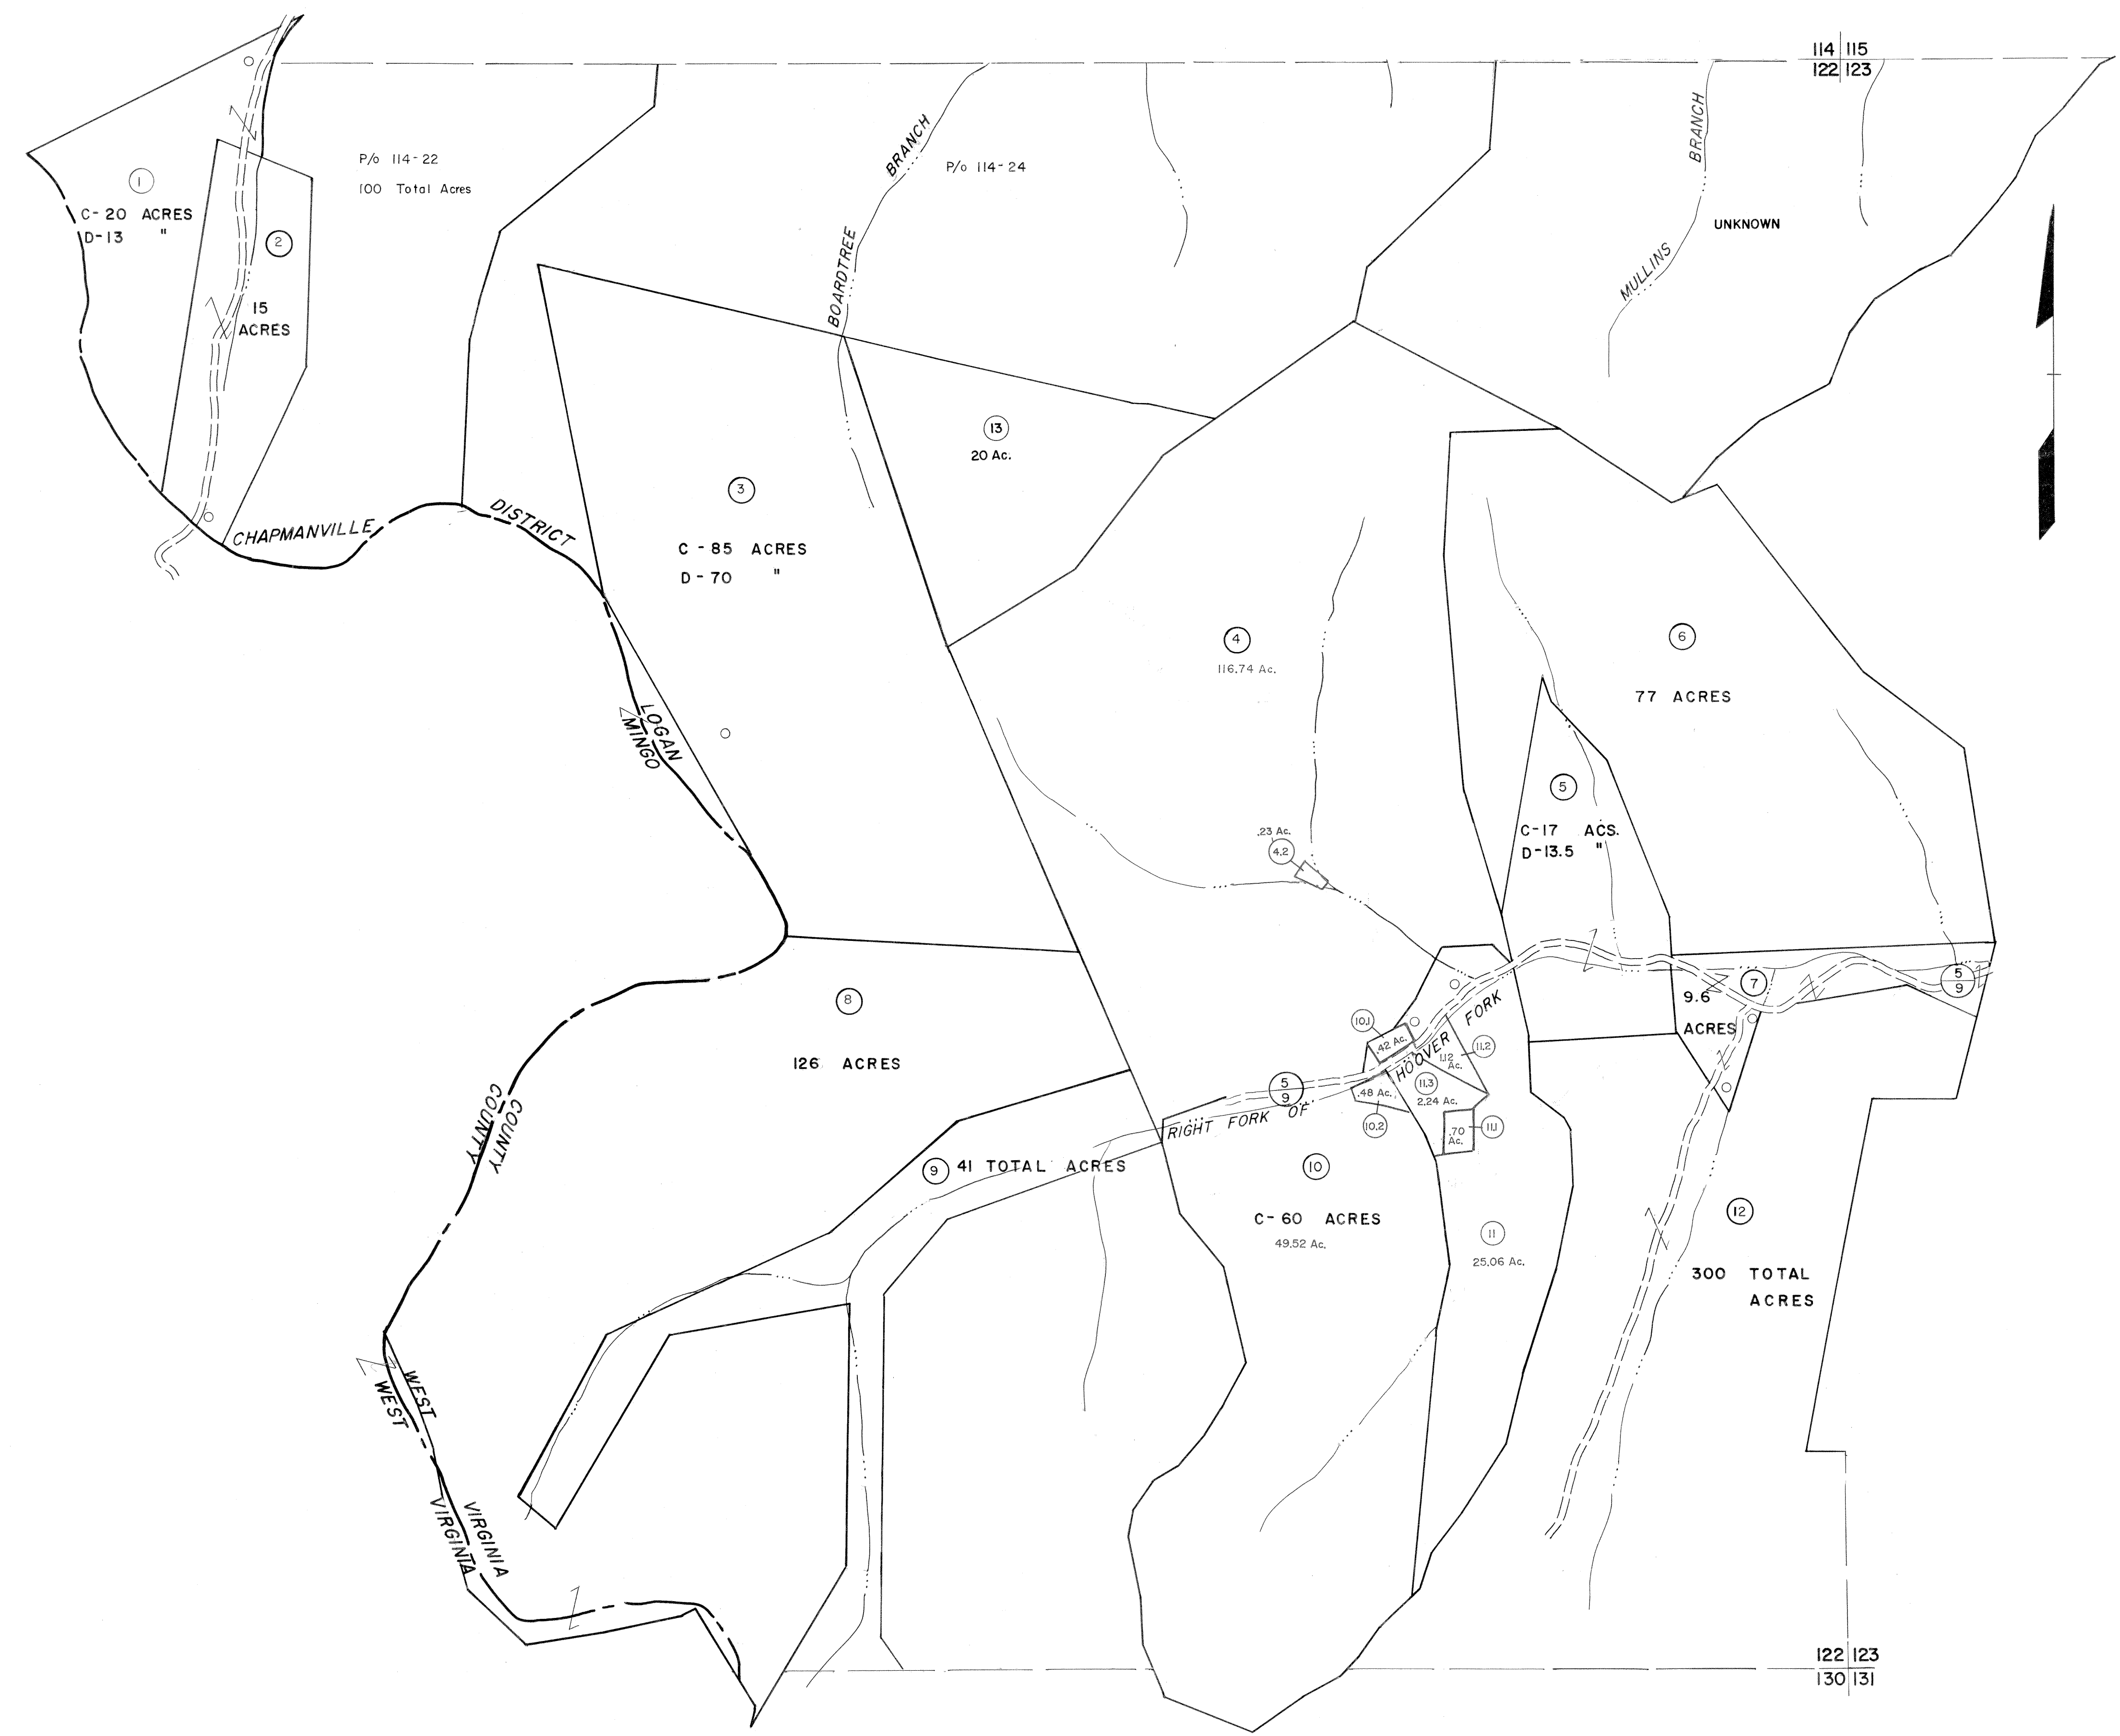 114 115
122 123
P/o 114-22
100 Total Acres
BOARDTREE BRANCH
P/o 114-24
MULLINS BRANCH
UNKNOWN
1
C-20 ACRES
D-13 "
2
15
ACRES
CHAPMANVILLE DISTRICT
3
C-85 ACRES
D-70 "
13
20 Ac.
4
116.74 Ac.
6
77 ACRES
5
C-17 ACS.
D-13.5 "
.23 Ac.
4.2
LOGAN
MINGO
7
9.6
ACRES
5
9
8
126 ACRES
10.1
.42 Ac.
1.12
Ac.
11.2
11.3
2.24 Ac.
5
9
.48 Ac.
10.2
.70
Ac.
11.1
RIGHT FORK OF HOOVER FORK
COUNTY
COUNTY
9
41 TOTAL ACRES
10
C-60 ACRES
49.52 Ac.
11
25.06 Ac.
12
300 TOTAL
ACRES
WEST
WEST
VIRGINIA
VIRGINIA
122 123
130 131